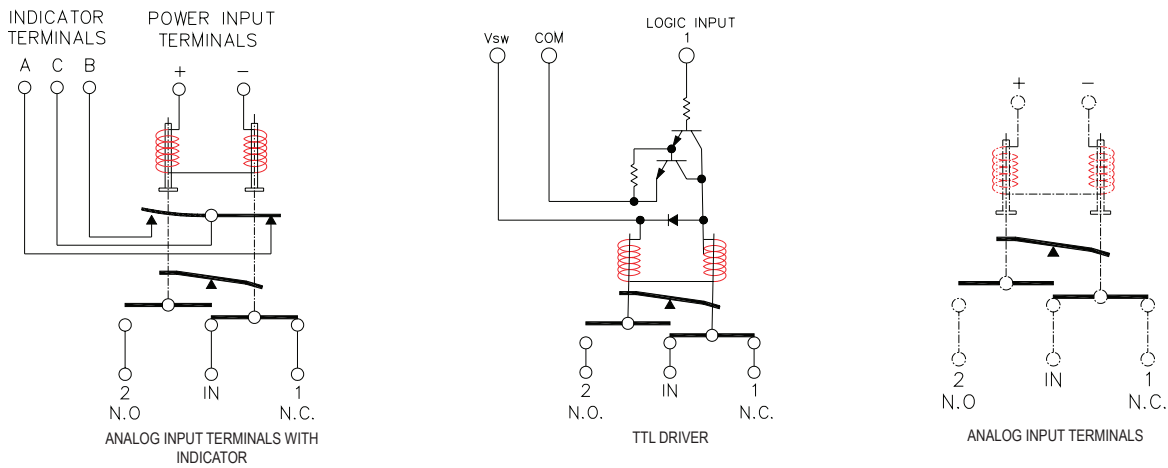 INDICATOR
TERMINALS
A C B
POWER INPUT
TERMINALS
+ −
2 IN 1
N.O N.C.
ANALOG INPUT TERMINALS WITH
INDICATOR
LOGIC INPUT
Vsw COM 1
2 IN 1
N.O. N.C.
TTL DRIVER
+ −
2 IN 1
N.O N.C.
ANALOG INPUT TERMINALS